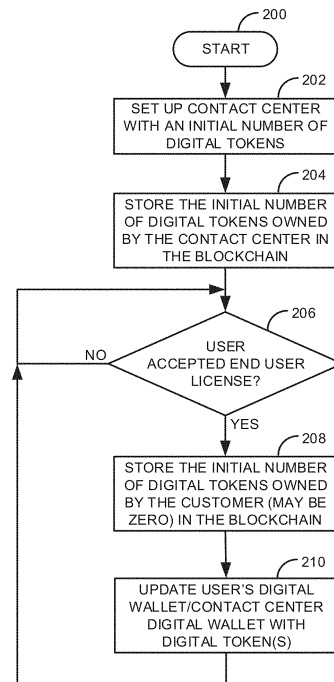 200
START
202
SET UP CONTACT CENTER
WITH AN INITIAL NUMBER OF
DIGITAL TOKENS
204
STORE THE INITIAL NUMBER
OF DIGITAL TOKENS OWNED
BY THE CONTACT CENTER IN
THE BLOCKCHAIN
206
USER
ACCEPTED END USER
LICENSE?
NO
YES
208
STORE THE INITIAL NUMBER
OF DIGITAL TOKENS OWNED
BY THE CUSTOMER (MAY BE
ZERO) IN THE BLOCKCHAIN
210
UPDATE USER'S DIGITAL
WALLET/CONTACT CENTER
DIGITAL WALLET WITH
DIGITAL TOKEN(S)